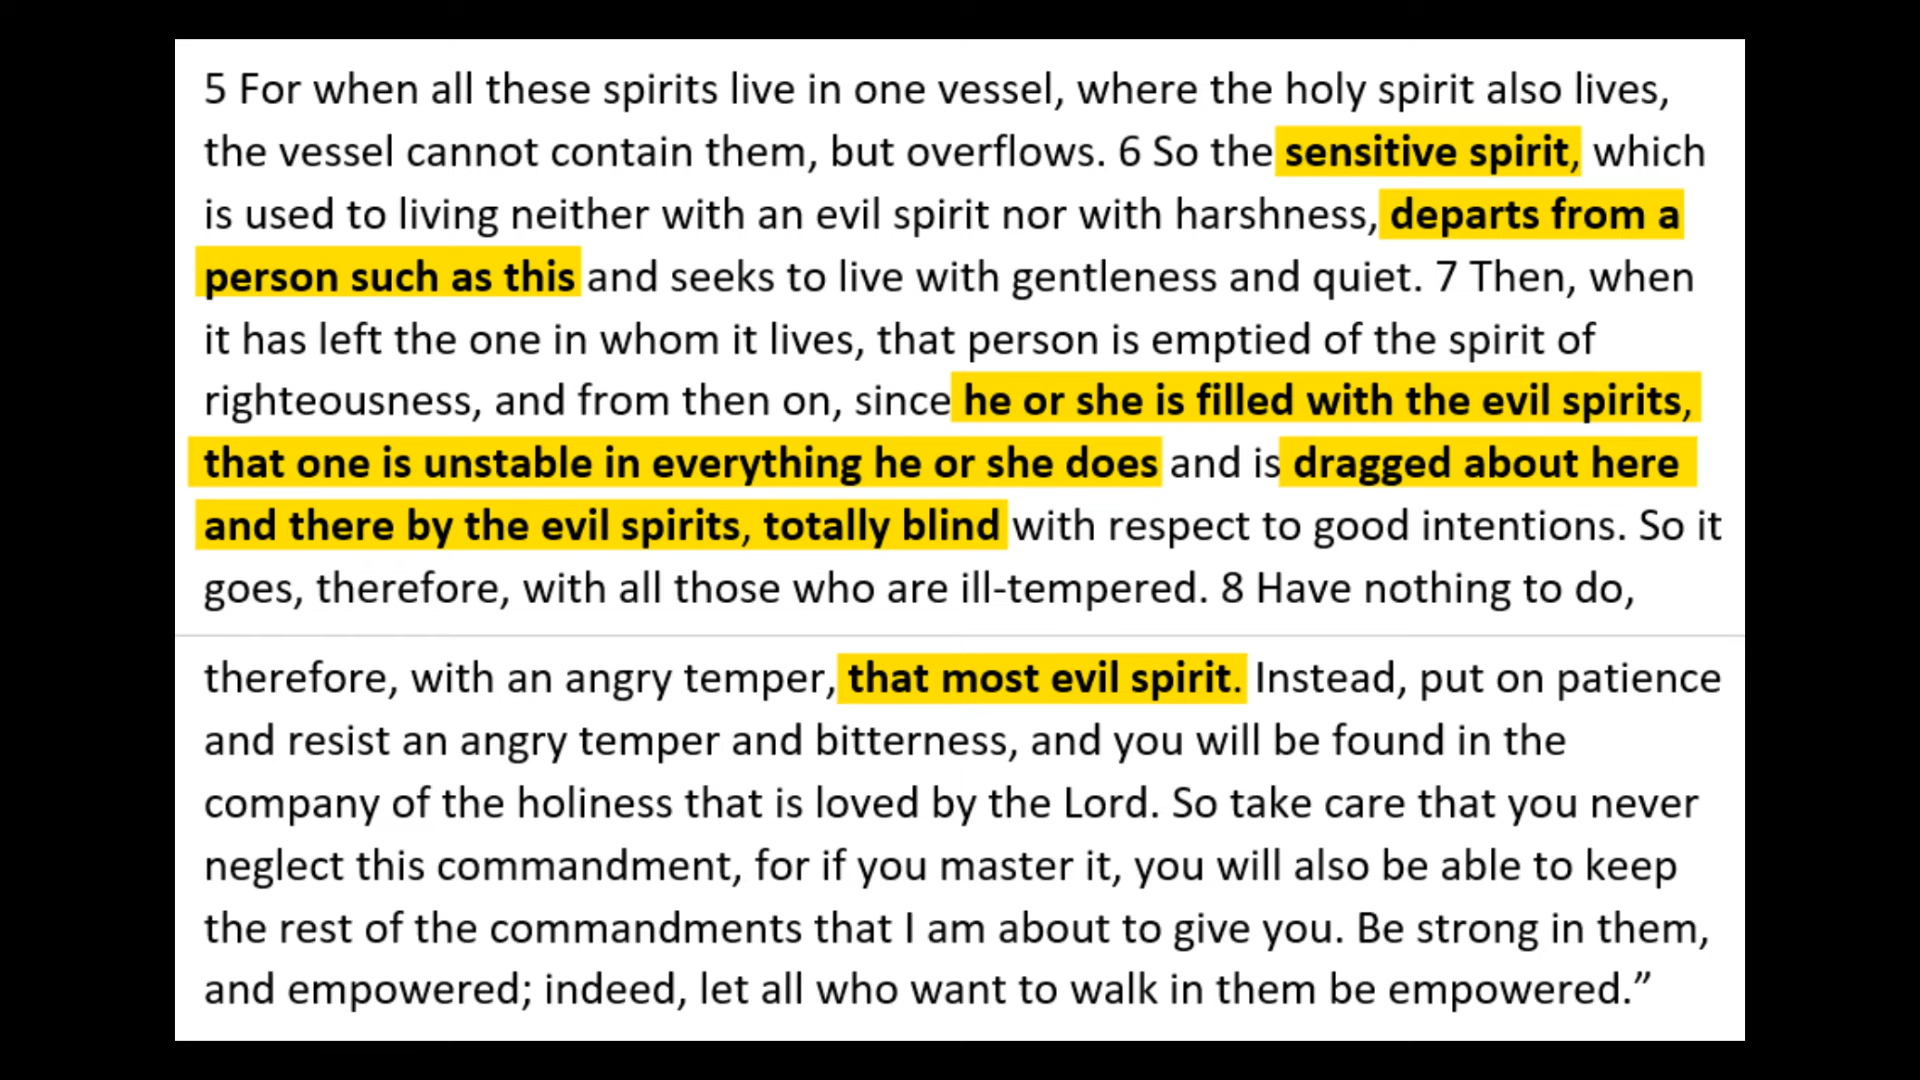 5 For when all these spirits live in one vessel, where the holy spirit also lives,
the vessel cannot contain them, but overflows. 6 So the sensitive spirit, which
is used to living neither with an evil spirit nor with harshness, departs from a
person such as this and seeks to live with gentleness and quiet. 7 Then, when
it has left the one in whom it lives, that person is emptied of the spirit of
righteousness, and from then on, since he or she is filled with the evil spirits,
that one is unstable in everything he or she does and is dragged about here
and there by the evil spirits, totally blind with respect to good intentions. So it
goes, therefore, with all those who are ill-tempered. 8 Have nothing to do,
therefore, with an angry temper, that most evil spirit. Instead, put on patience
and resist an angry temper and bitterness, and you will be found in the
company of the holiness that is loved by the Lord. So take care that you never
neglect this commandment, for if you master it, you will also be able to keep
the rest of the commandments that I am about to give you. Be strong in them,
and empowered; indeed, let all who want to walk in them be empowered.”